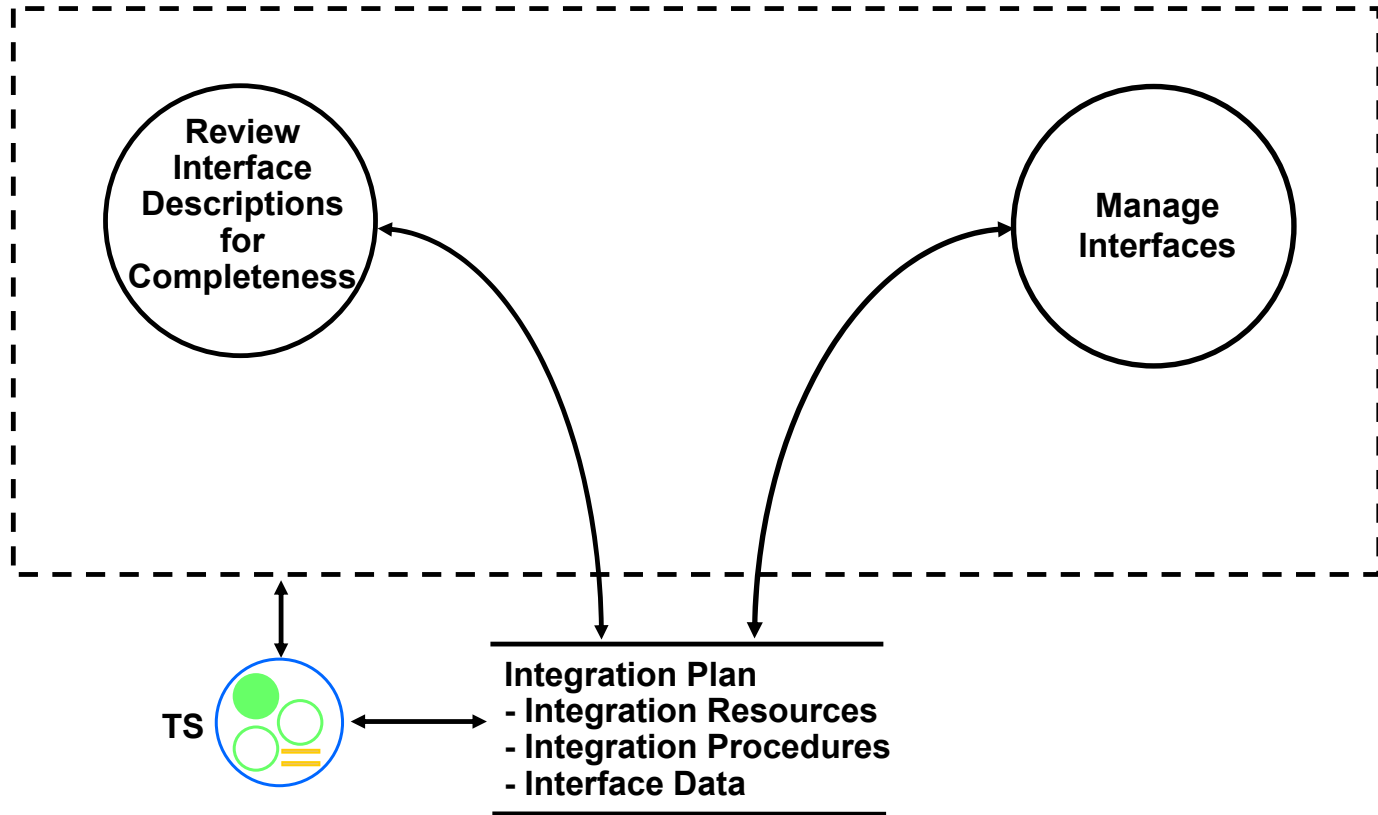 Review
Interface
Descriptions
for
Completeness
Manage
Interfaces
TS
Integration Plan
- Integration Resources
- Integration Procedures
- Interface Data